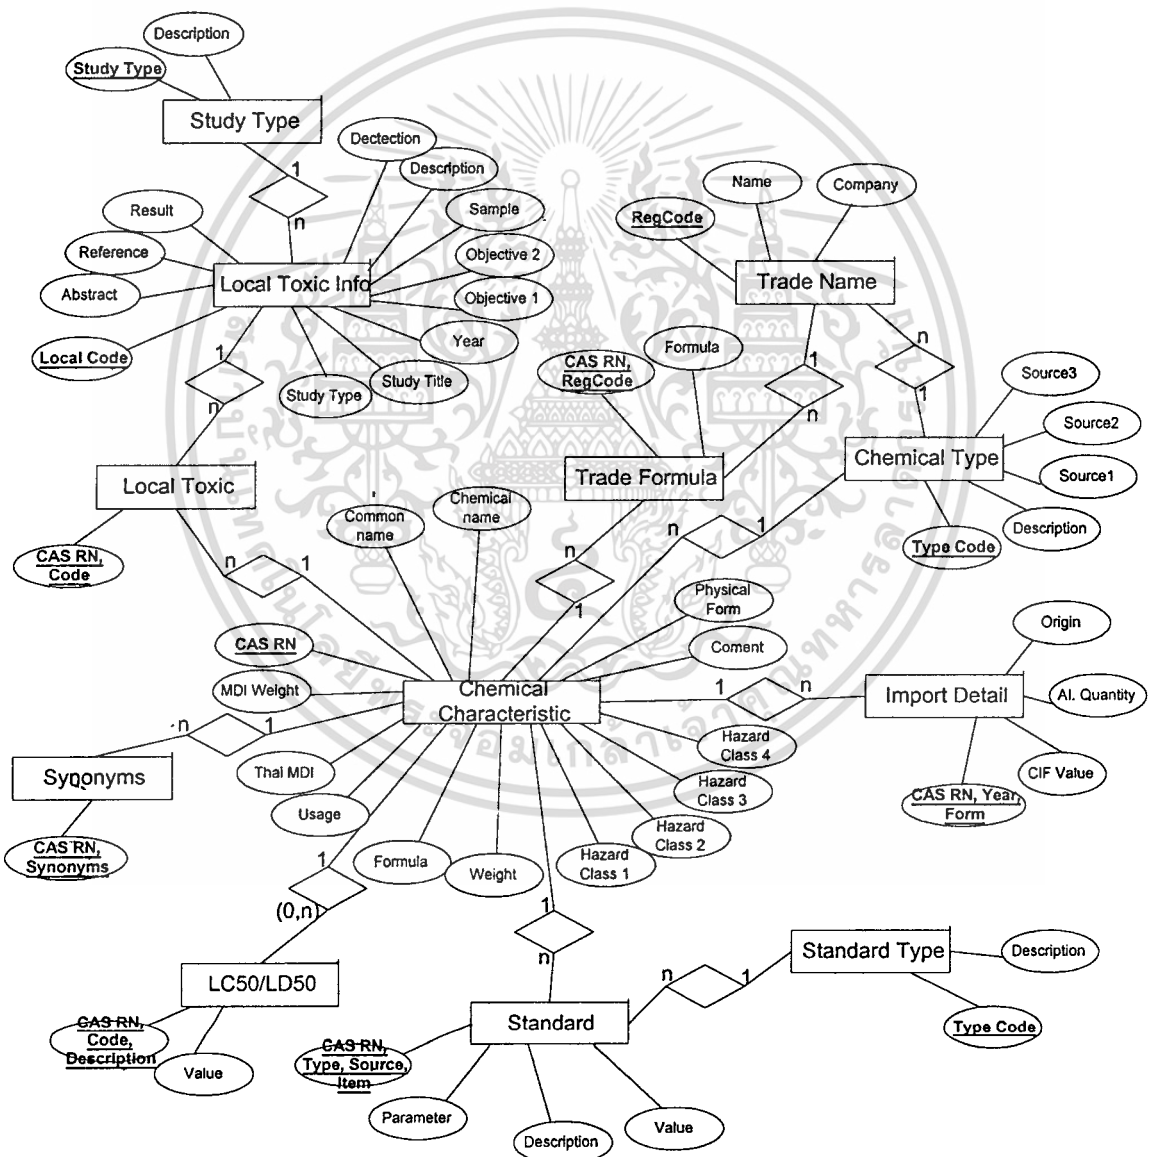 Description
Study Type
Study Type
1
n
Dectection
Description
Result
Sample
Reference
Objective 2
Local Toxic Info
Abstract
Objective 1
Year
Local Code
1
n
Study Type
Study Title
Name
Company
RegCode
Trade Name
n
1
Formula
CAS RN,
RegCode
1
n
Source3
Source2
Chemical Type
Source1
Trade Formula
Description
Type Code
Local Toxic
Chemical
name
Common
name
n
1
CAS RN,
Code
n
1
n
1
Physical
Form
Coment
Origin
CAS RN
MDI Weight
Chemical
Characteristic
1
n
Import Detail
AI. Quantity
n
1
Hazard
Class 4
CIF Value
Synonyms
Thai MDI
Hazard
Class 3
CAS RN, Year,
Form
Usage
Hazard
Class 2
CAS RN,
Synonyms
1
Formula
Weight
Hazard
Class 1
(0,n)
1
n
Standard Type
Description
n
1
LC50/LD50
Type Code
CAS RN,
Code,
Description
Standard
CAS RN,
Type, Source,
Item
Value
Parameter
Description
Value